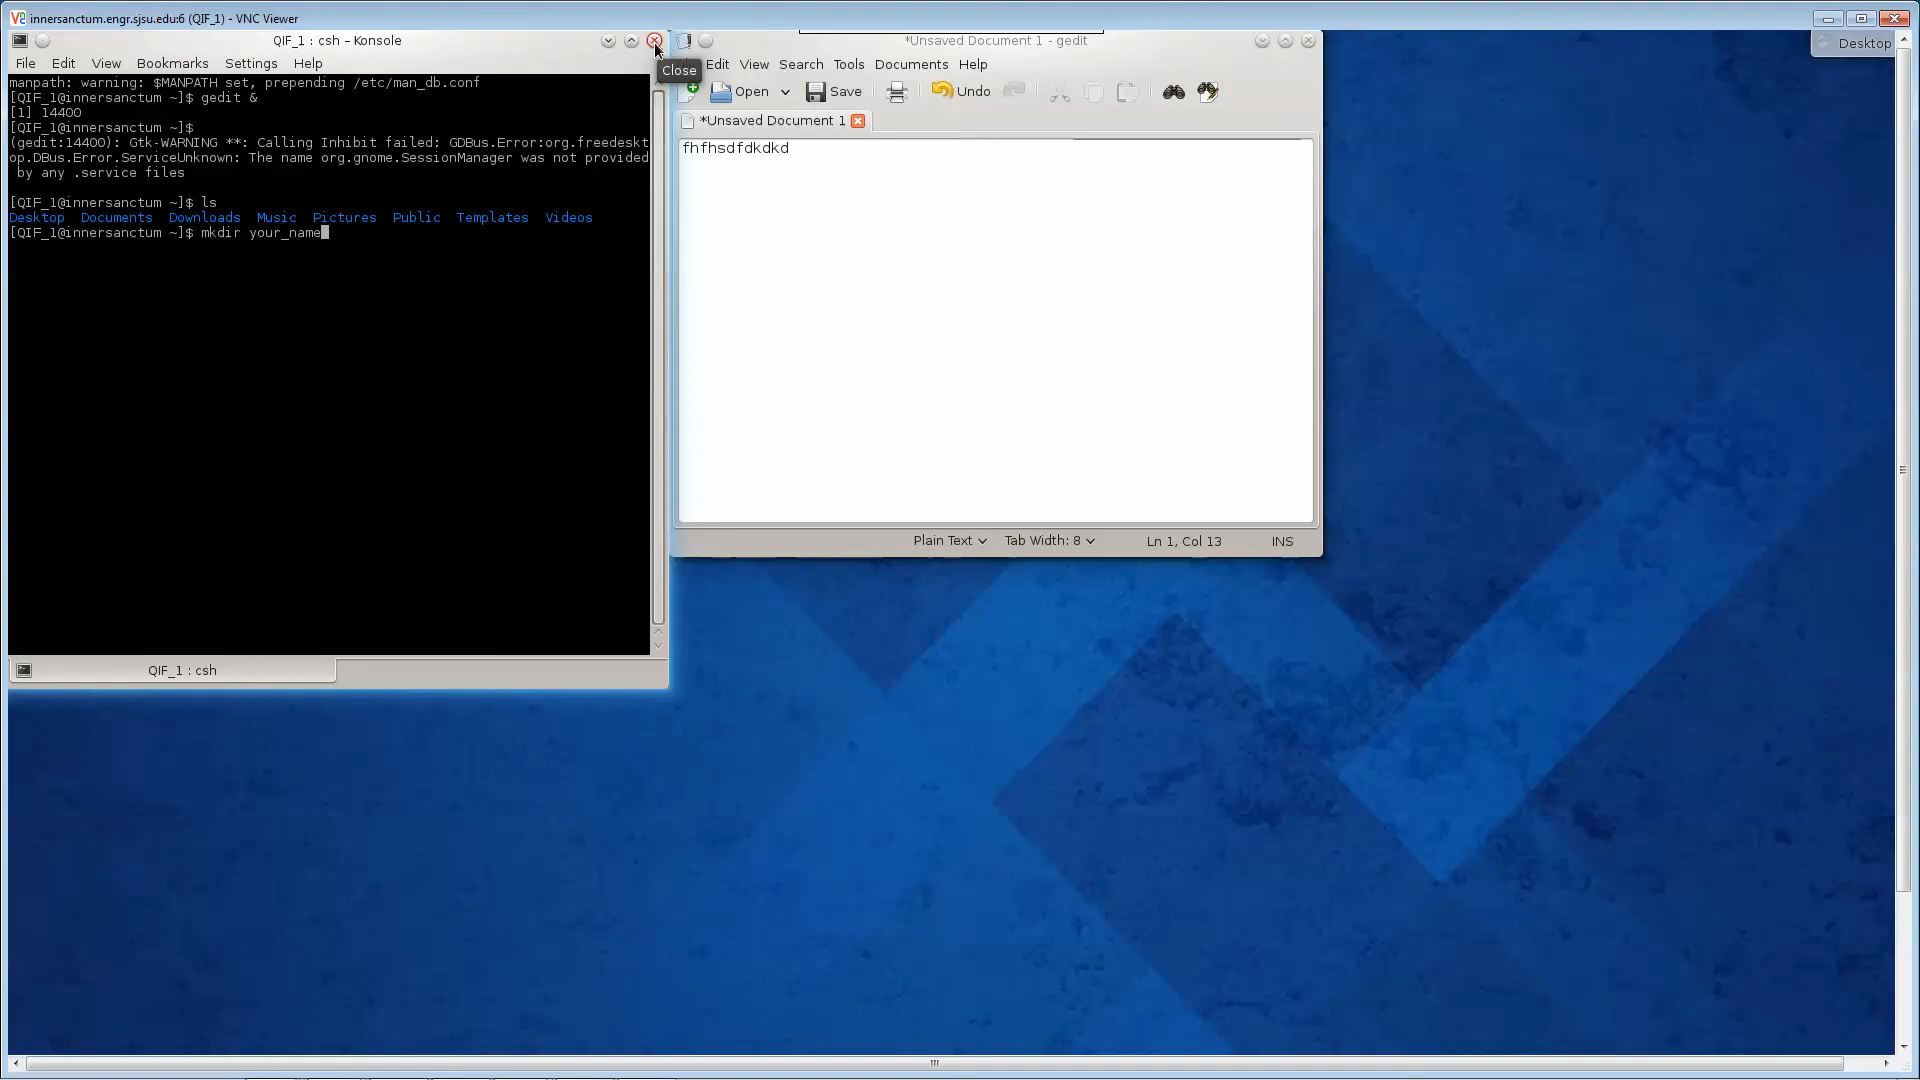 innersanctum.engr.sjsu.edu:6 (QIF_1) - VNC Viewer
QIF_1 : csh – Konsole
Close
File Edit View Bookmarks Settings Help
manpath: warning: $MANPATH set, prepending /etc/man_db.conf
[QIF_1@innersanctum ~]$ gedit &
[1] 14400
[QIF_1@innersanctum ~]$
(gedit:14400): Gtk-WARNING **: Calling Inhibit failed: GDBus.Error:org.freedeskt
op.DBus.Error.ServiceUnknown: The name org.gnome.SessionManager was not provided
by any .service files
[QIF_1@innersanctum ~]$ ls
Desktop Documents Downloads Music Pictures Public Templates Videos
[QIF_1@innersanctum ~]$ mkdir your_name
QIF_1 : csh
*Unsaved Document 1 - gedit
Edit View Search Tools Documents Help
Open Save Undo
*Unsaved Document 1
fhfhsdfdkdkd
Plain Text Tab Width: 8 Ln 1, Col 13 INS
Desktop